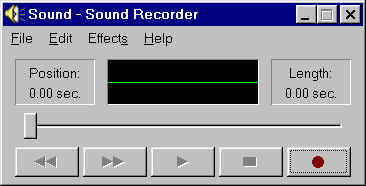 Sound - Sound Recorder
File Edit Effects Help
Position: Length:
0.00 sec. 0.00 sec.